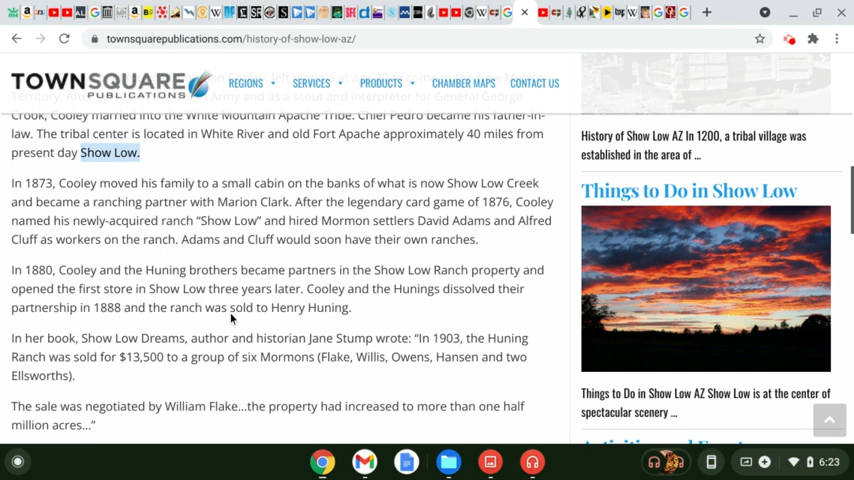 townsquarepublications.com/history-of-show-low-az/
TOWNSQUARE
PUBLICATIONS
REGIONS SERVICES PRODUCTS CHAMBER MAPS CONTACT US
Crook, Cooley married into the White Mountain Apache Tribe. Chief Pedro became his father-in-
law. The tribal center is located in White River and old Fort Apache approximately 40 miles from
present day Show Low.
In 1873, Cooley moved his family to a small cabin on the banks of what is now Show Low Creek
and became a ranching partner with Marion Clark. After the legendary card game of 1876, Cooley
named his newly-acquired ranch “Show Low” and hired Mormon settlers David Adams and Alfred
Cluff as workers on the ranch. Adams and Cluff would soon have their own ranches.
In 1880, Cooley and the Huning brothers became partners in the Show Low Ranch property and
opened the first store in Show Low three years later. Cooley and the Hunings dissolved their
partnership in 1888 and the ranch was sold to Henry Huning.
In her book, Show Low Dreams, author and historian Jane Stump wrote: “In 1903, the Huning
Ranch was sold for $13,500 to a group of six Mormons (Flake, Willis, Owens, Hansen and two
Ellsworths).
The sale was negotiated by William Flake...the property had increased to more than one half
million acres...”
History of Show Low AZ In 1200, a tribal village was
established in the area of ...
Things to Do in Show Low
Things to Do in Show Low AZ Show Low is at the center of
spectacular scenery ...
6:23